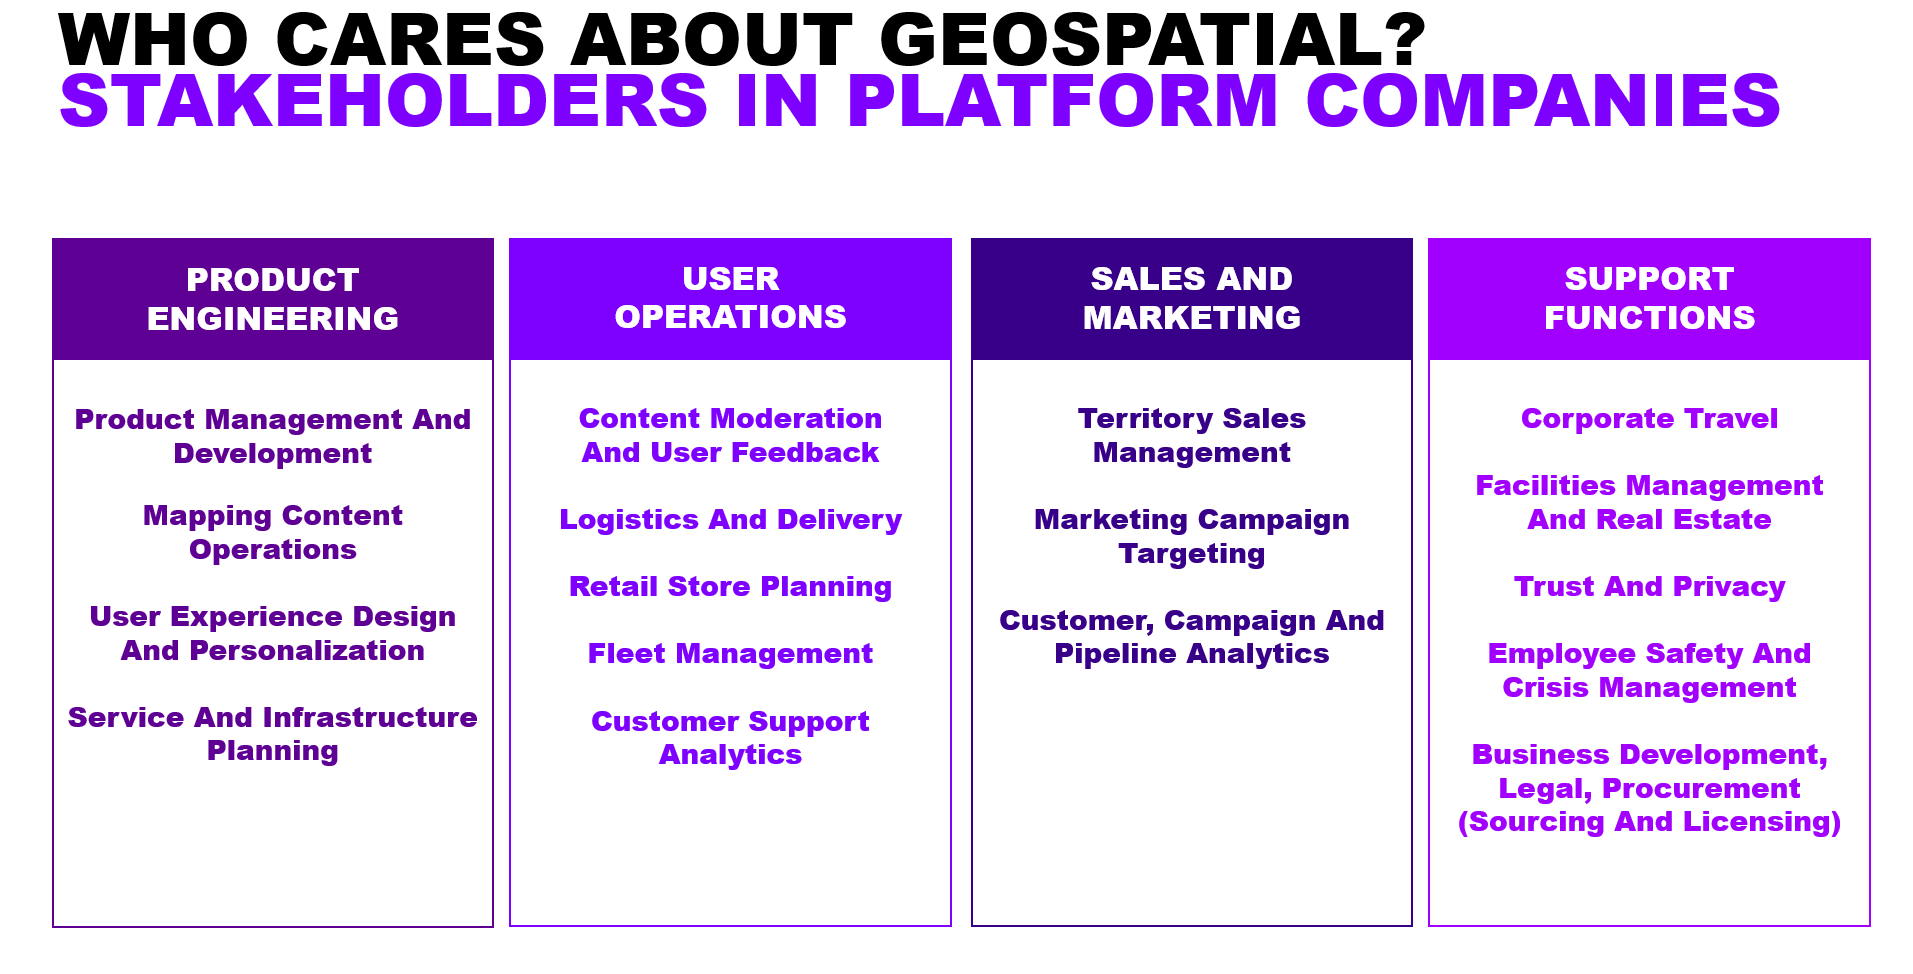 WHO CARES ABOUT GEOSPATIAL?
STAKEHOLDERS IN PLATFORM COMPANIES
PRODUCT
ENGINEERING
Product Management And
Development
Mapping Content
Operations
User Experience Design
And Personalization
Service And Infrastructure
Planning
USER
OPERATIONS
Content Moderation
And User Feedback
Logistics And Delivery
Retail Store Planning
Fleet Management
Customer Support
Analytics
SALES AND
MARKETING
Territory Sales
Management
Marketing Campaign
Targeting
Customer, Campaign And
Pipeline Analytics
SUPPORT
FUNCTIONS
Corporate Travel
Facilities Management
And Real Estate
Trust And Privacy
Employee Safety And
Crisis Management
Business Development,
Legal, Procurement
(Sourcing And Licensing)